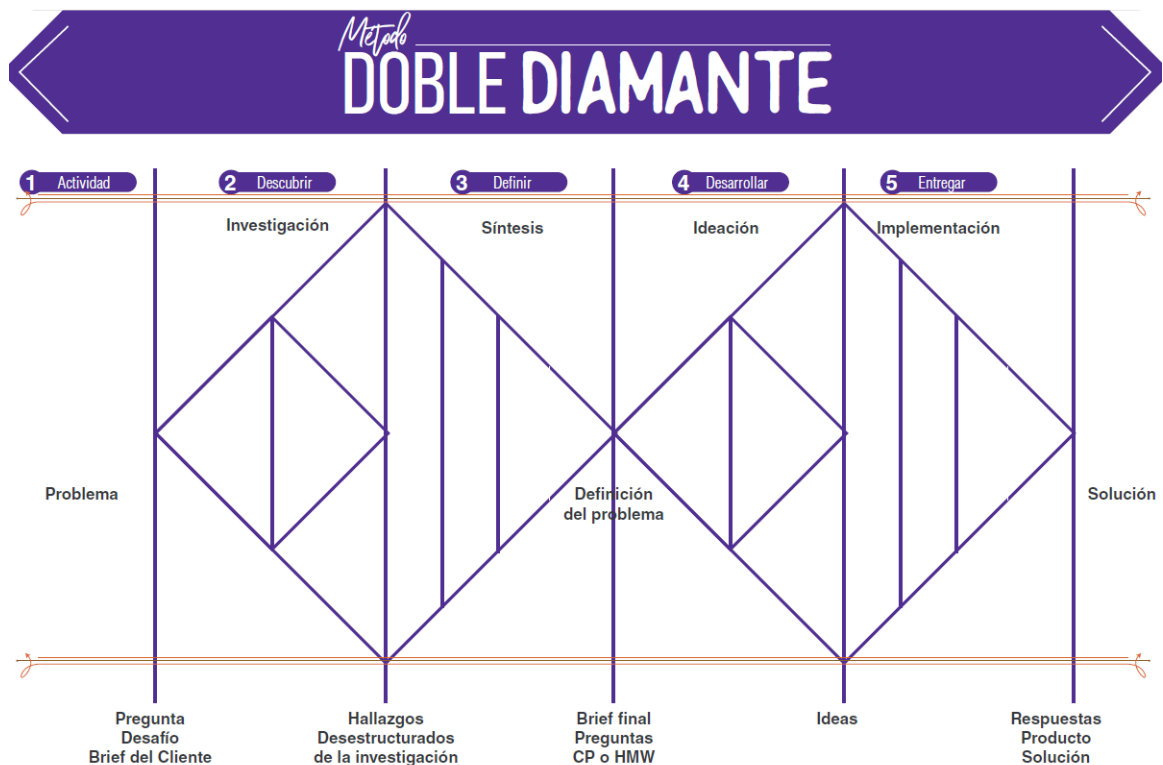 Método
DOBLE DIAMANTE
1 Actividad
2 Descubrir
3 Definir
4 Desarrollar
5 Entregar
Investigación
Síntesis
Ideación
Implementación
Problema
Definición
del problema
Solución
Pregunta
Desafío
Brief del Cliente
Hallazgos
Desestructurados
de la investigación
Brief final
Preguntas
CP o HMW
Ideas
Respuestas
Producto
Solución